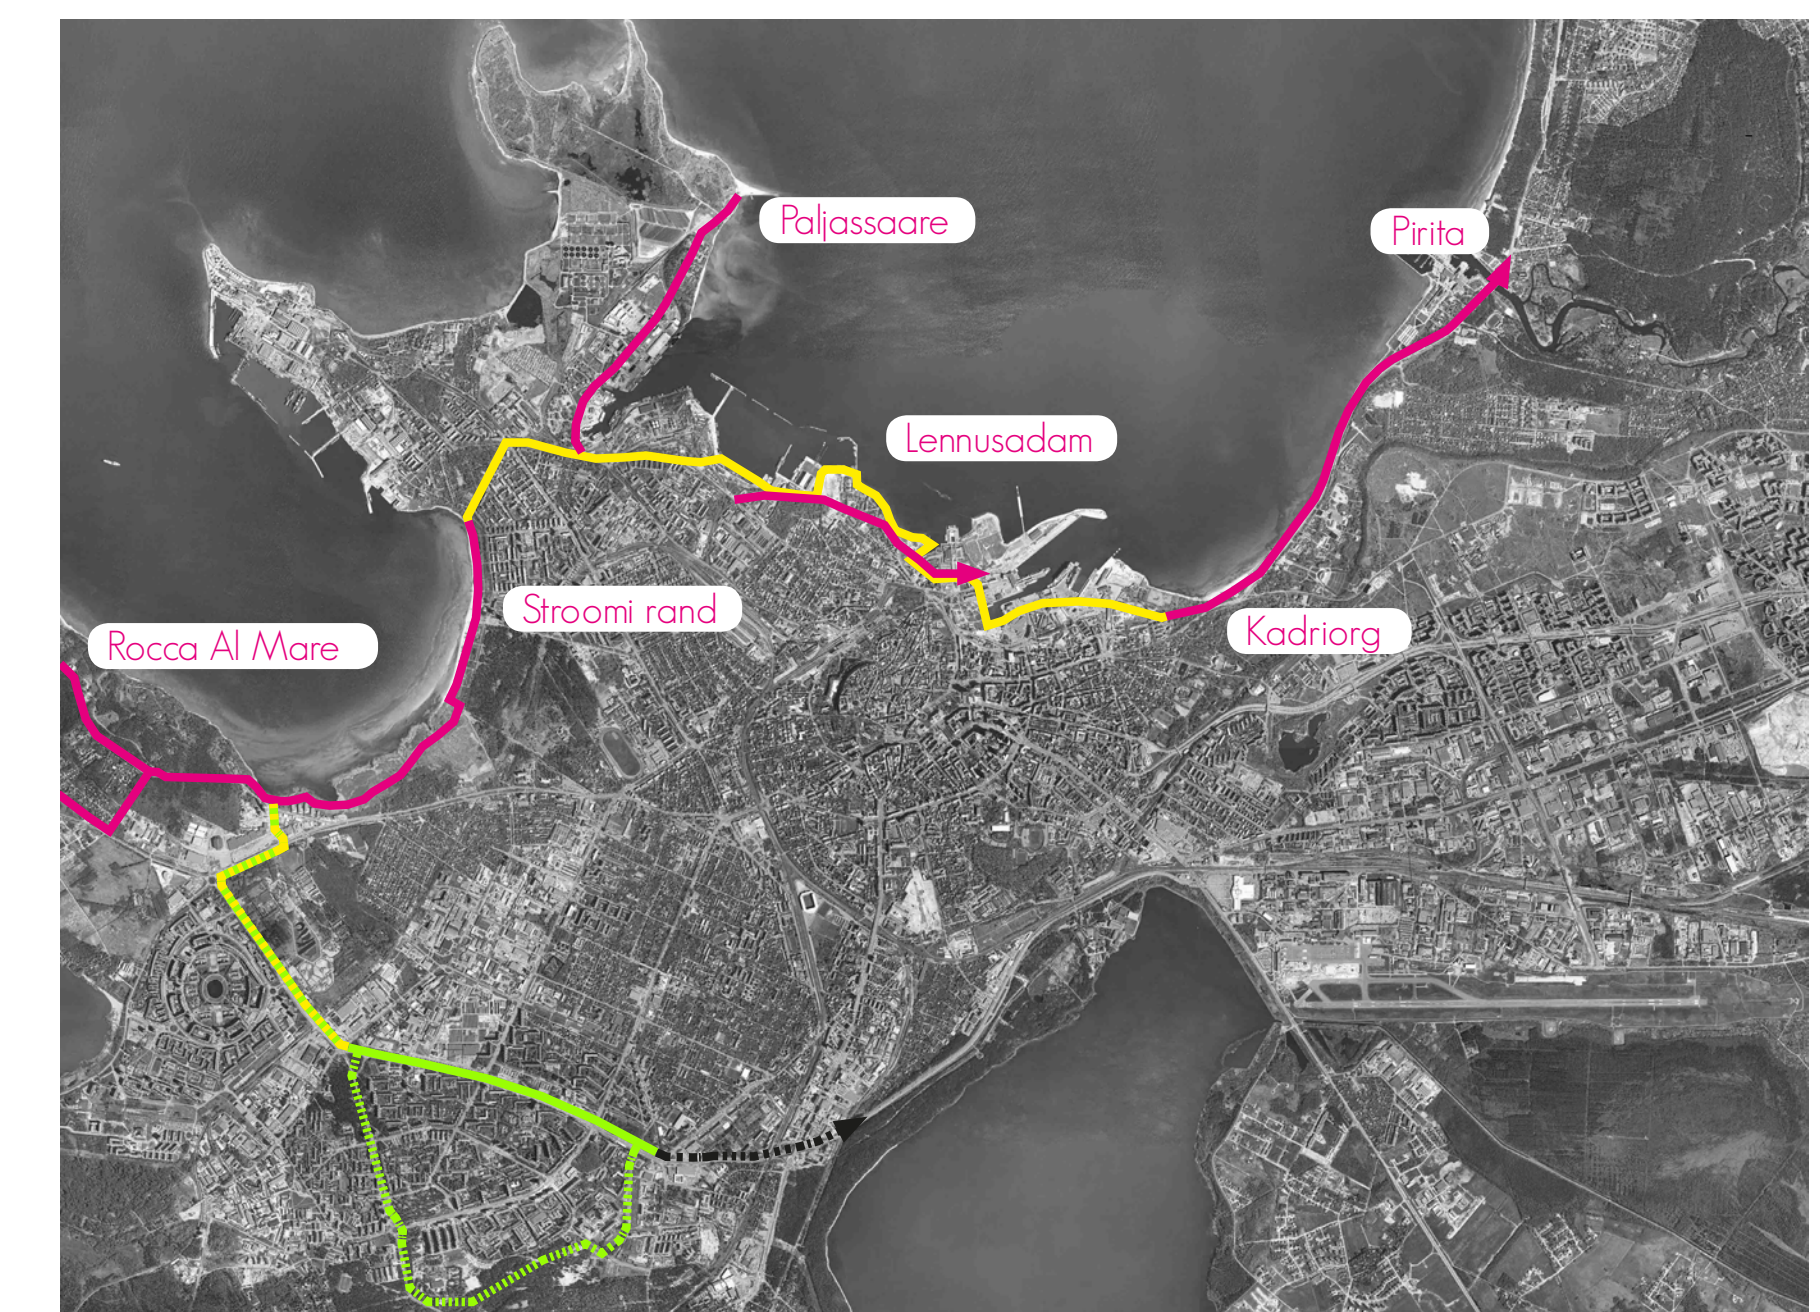 Paljassaare
Pirita
Lennusadam
Stroomi rand
Rocca Al Mare
Kadriorg